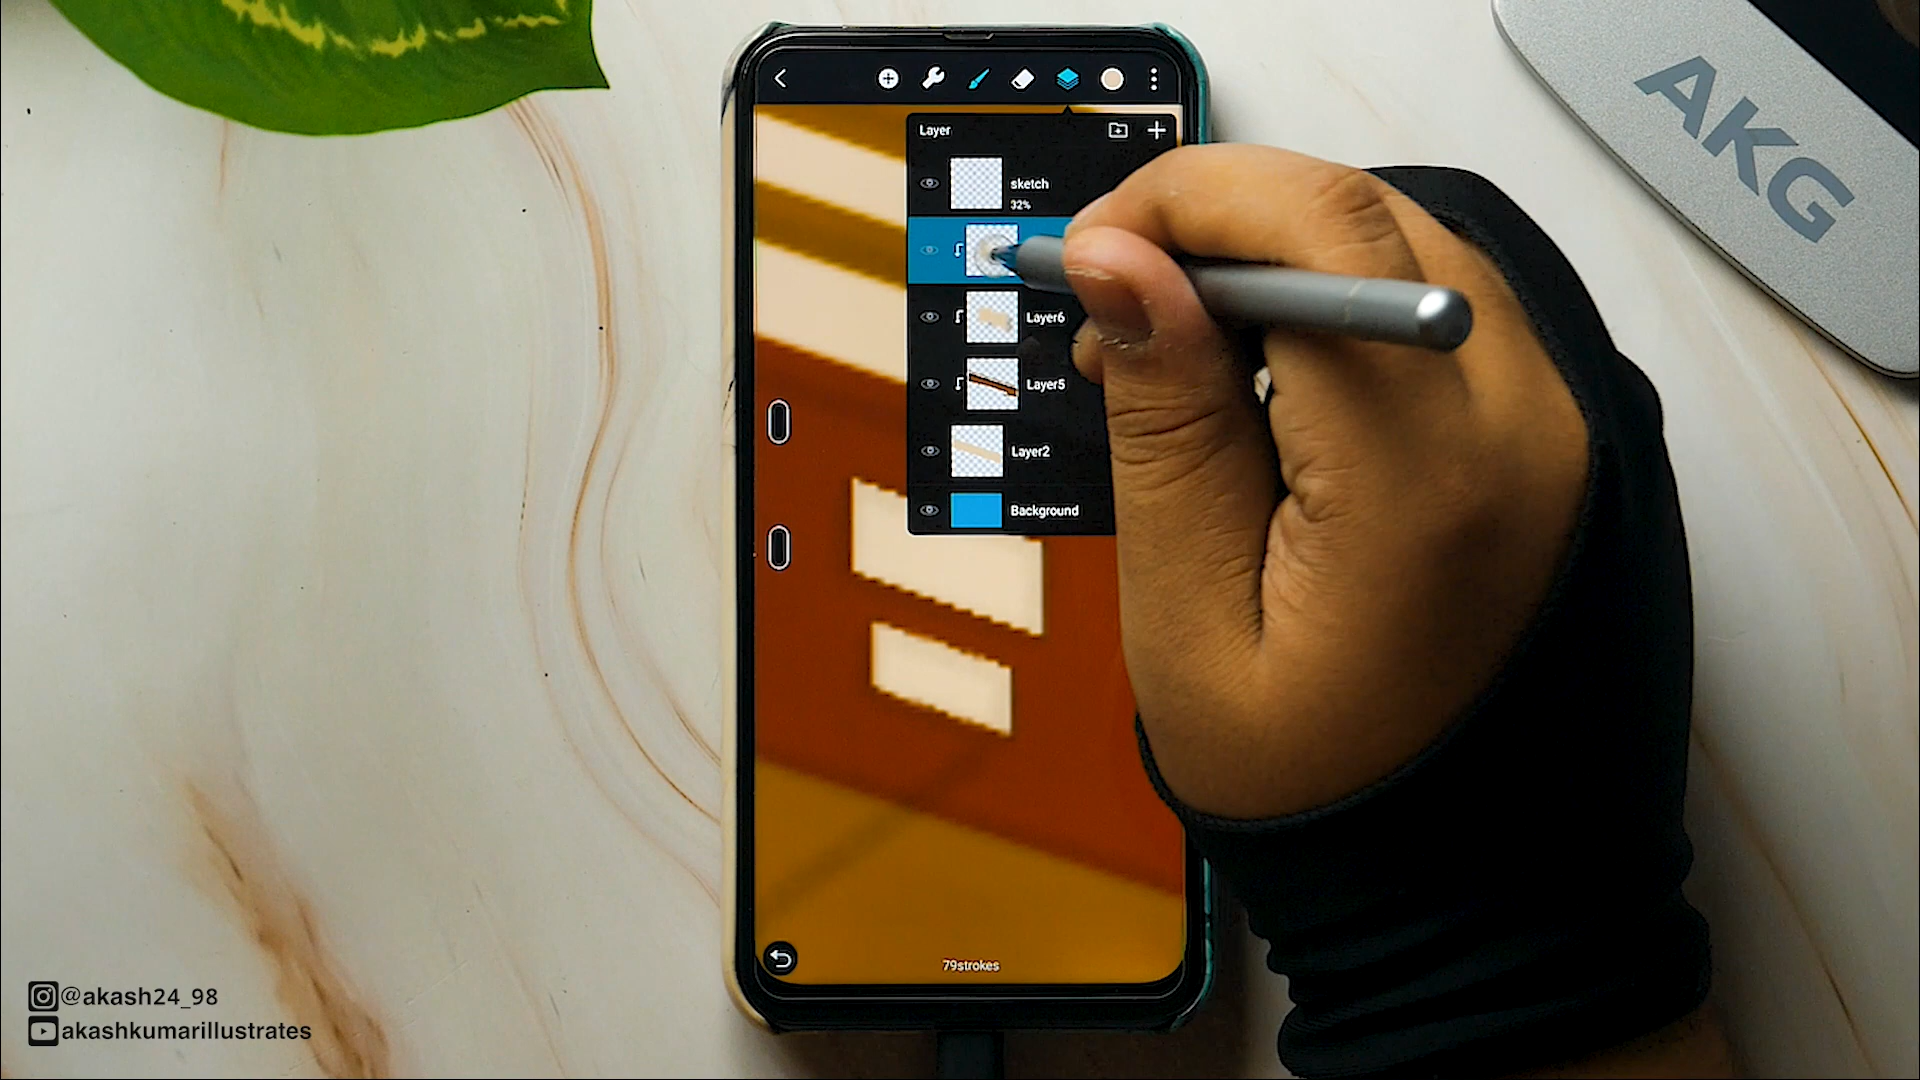 AKG
Layer
sketch
32%
Layer6
Layer5
Layer2
Background
79strokes
@akash24_98
akashkumarillustrates